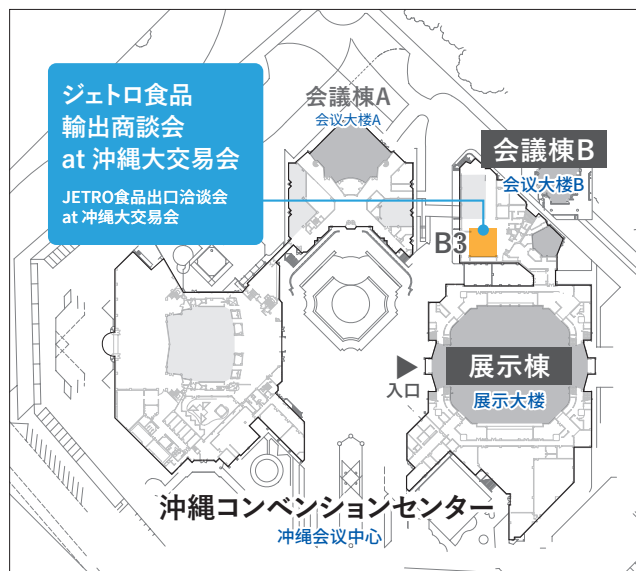 ジェトロ食品
輸出商談会
at 沖縄大交易会
JETRO食品出口洽谈会
at 冲绳大交易会
会議棟A
会议大楼A
会議棟B
会议大楼B
B3
展示棟
展示大楼
入口
沖縄コンベンションセンター
冲绳会议中心